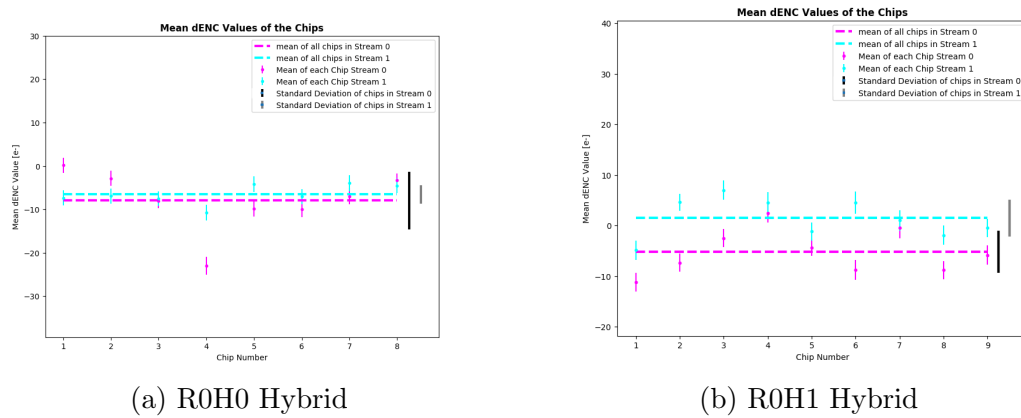 Mean dENC Values of the Chips
Mean dENC Value [e-]
30
20
10
0
−10
−20
−30
mean of all chips in Stream 0
mean of all chips in Stream 1
Mean of each Chip Stream 0
Mean of each Chip Stream 1
Standard Deviation of chips in Stream 0
Standard Deviation of chips in Stream 1
1 2 3 4 5 6 7 8
Chip Number
(a) R0H0 Hybrid
Mean dENC Values of the Chips
Mean dENC Value [e-]
40
30
20
10
0
−10
−20
mean of all chips in Stream 0
mean of all chips in Stream 1
Mean of each Chip Stream 0
Mean of each Chip Stream 1
Standard Deviation of chips in Stream 0
Standard Deviation of chips in Stream 1
1 2 3 4 5 6 7 8 9
Chip Number
(b) R0H1 Hybrid